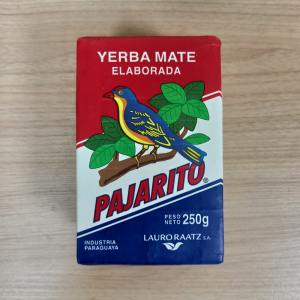 YERBA MATE
ELABORADA
PAJARITO®
PESO
NETO 250g
INDUSTRIA
PARAGUAYA
LAURO RAATZ S.A.